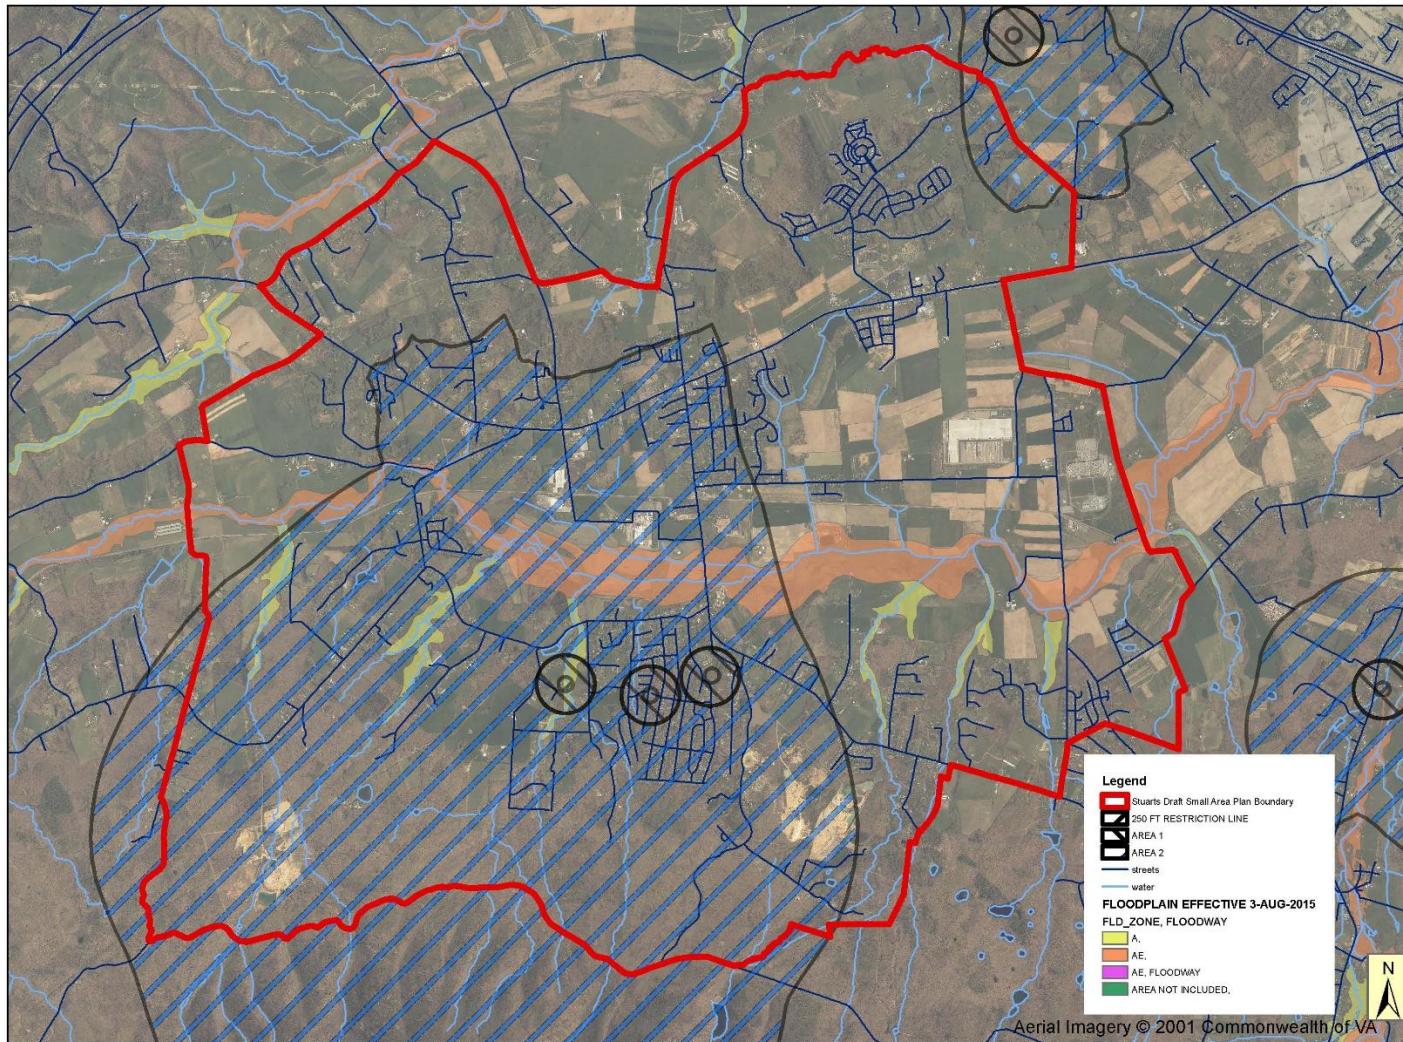 Legend
Stuarts Draft Small Area Plan Boundary
250 FT RESTRICTION LINE
AREA 1
AREA 2
streets
water
FLOODPLAIN EFFECTIVE 3-AUG-2015
FLD_ZONE, FLOODWAY
A,
AE,
AE, FLOODWAY
AREA NOT INCLUDED,
N
Aerial Imagery © 2001 Commonwealth of VA